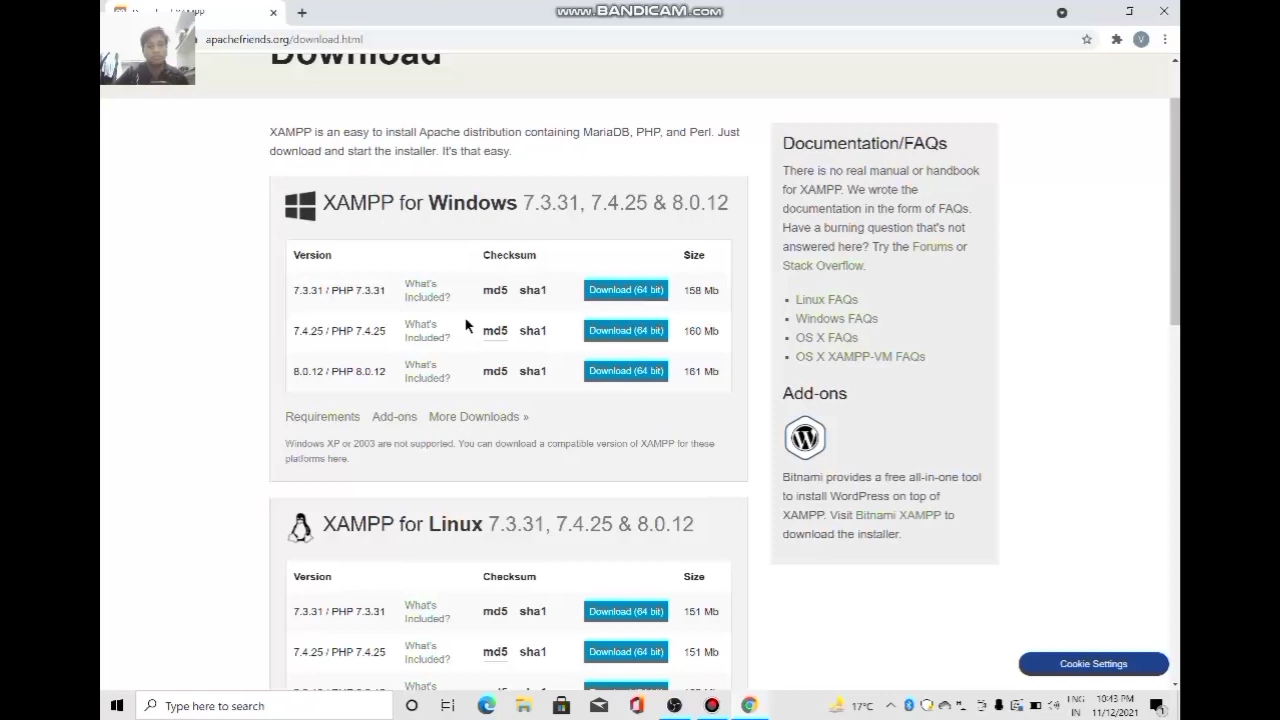 www.BANDICAM.com
apachefriends.org/download.html
V
Download
XAMPP is an easy to install Apache distribution containing MariaDB, PHP, and Perl. Just
download and start the installer. It's that easy.
XAMPP for Windows 7.3.31, 7.4.25 & 8.0.12
Version Checksum Size
7.3.31 / PHP 7.3.31 What's Included? md5 sha1 Download (64 bit) 158 Mb
7.4.25 / PHP 7.4.25 What's Included? md5 sha1 Download (64 bit) 160 Mb
8.0.12 / PHP 8.0.12 What's Included? md5 sha1 Download (64 bit) 161 Mb
Requirements Add-ons More Downloads »
Windows XP or 2003 are not supported. You can download a compatible version of XAMPP for these
platforms here.
XAMPP for Linux 7.3.31, 7.4.25 & 8.0.12
Version Checksum Size
7.3.31 / PHP 7.3.31 What's Included? md5 sha1 Download (64 bit) 151 Mb
7.4.25 / PHP 7.4.25 What's Included? md5 sha1 Download (64 bit) 151 Mb
What's
Documentation/FAQs
There is no real manual or handbook
for XAMPP. We wrote the
documentation in the form of FAQs.
Have a burning question that's not
answered here? Try the Forums or
Stack Overflow.
Linux FAQs
Windows FAQs
OS X FAQs
OS X XAMPP-VM FAQs
Add-ons
Bitnami provides a free all-in-one tool
to install WordPress on top of
XAMPP. Visit Bitnami XAMPP to
download the installer.
Cookie Settings
Type here to search
17°C
ENG
IN
10:43 PM
11/12/2021